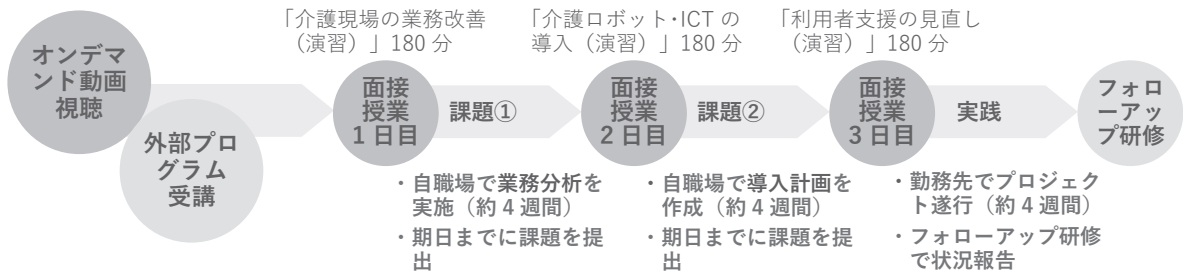 「介護現場の業務改善
（演習）」180 分
「介護ロボット･ICT の
導入（演習）」180 分
「利用者支援の見直し
（演習）」180 分
オンデマ
ンド動画
視聴
外部プロ
グラム
受講
面接
授業
1 日目
課題①
面接
授業
2 日目
課題②
面接
授業
3 日目
実践
フォロ
ーアッ
プ研修
・自職場で業務分析を
実施（約 4 週間）
・期日までに課題を提
出
・自職場で導入計画を
作成（約 4 週間）
・期日までに課題を提
出
・勤務先でプロジェク
ト遂行（約 4 週間）
・フォローアップ研修
で状況報告